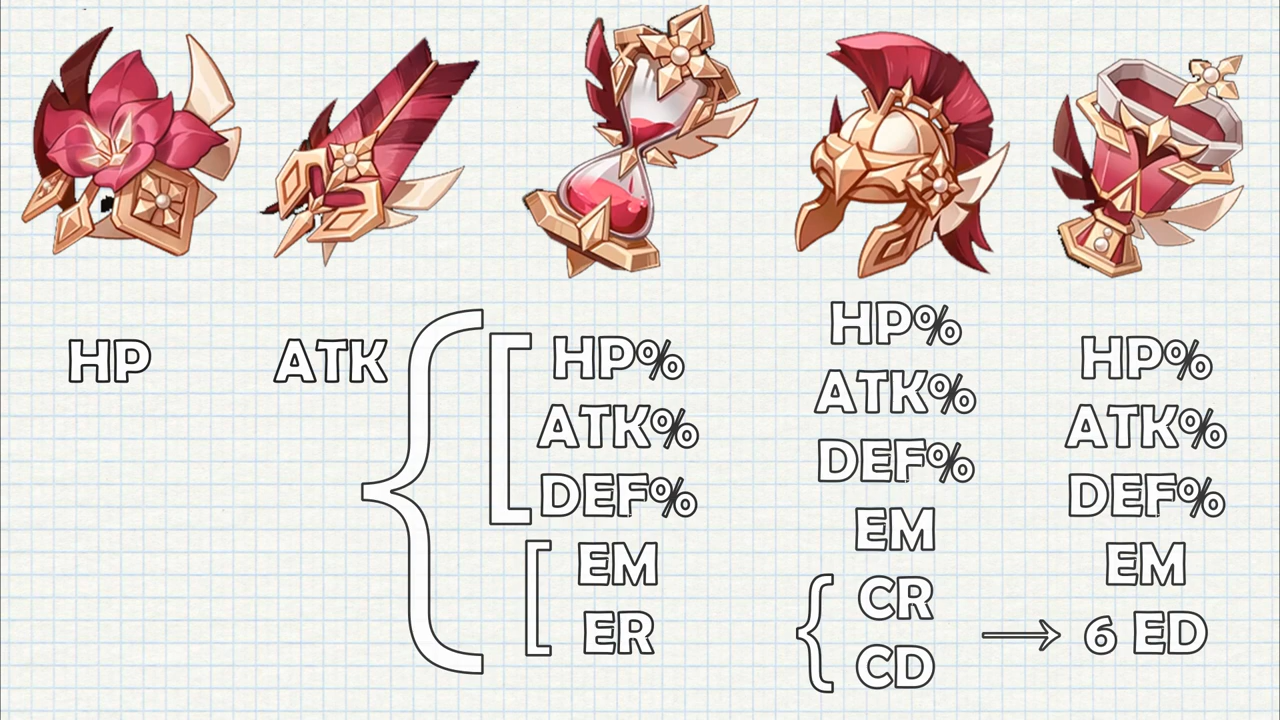 HP
ATK
HP%
ATK%
DEF%
EM
ER
HP%
ATK%
DEF%
EM
CR
CD
HP%
ATK%
DEF%
EM
6 ED